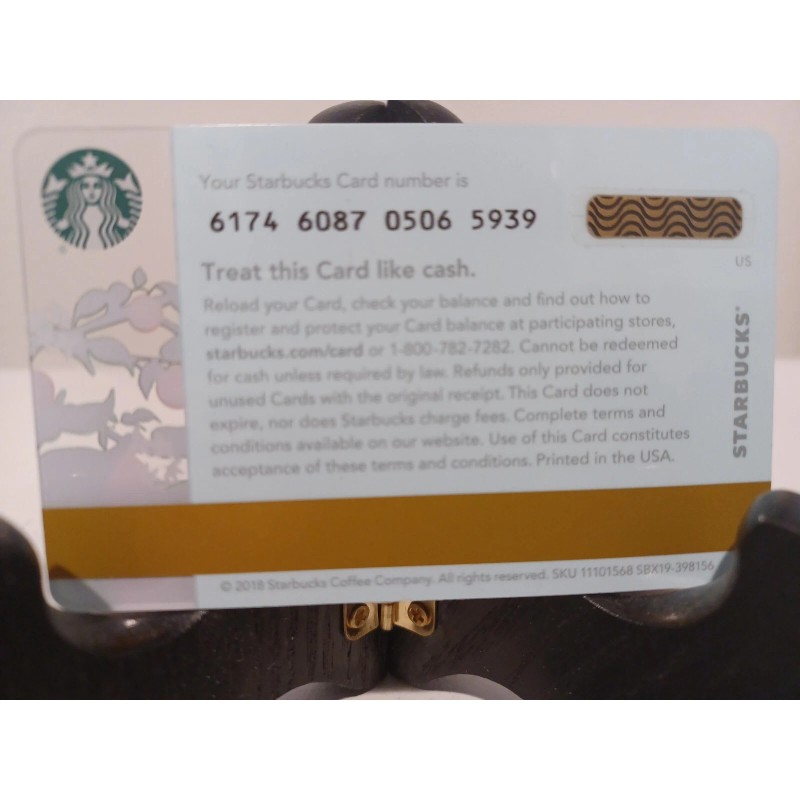 Your Starbucks Card number is
6174 6087 0506 5939
US
Treat this Card like cash.
Reload your Card, check your balance and find out how to
register and protect your Card balance at participating stores,
starbucks.com/card or 1-800-782-7282. Cannot be redeemed
for cash unless required by law. Refunds only provided for
unused Cards with the original receipt. This Card does not
expire, nor does Starbucks charge fees. Complete terms and
conditions available on our website. Use of this Card constitutes
acceptance of these terms and conditions. Printed in the USA.
STARBUCKS®
© 2018 Starbucks Coffee Company. All rights reserved. SKU 11101568 SBX19-398156